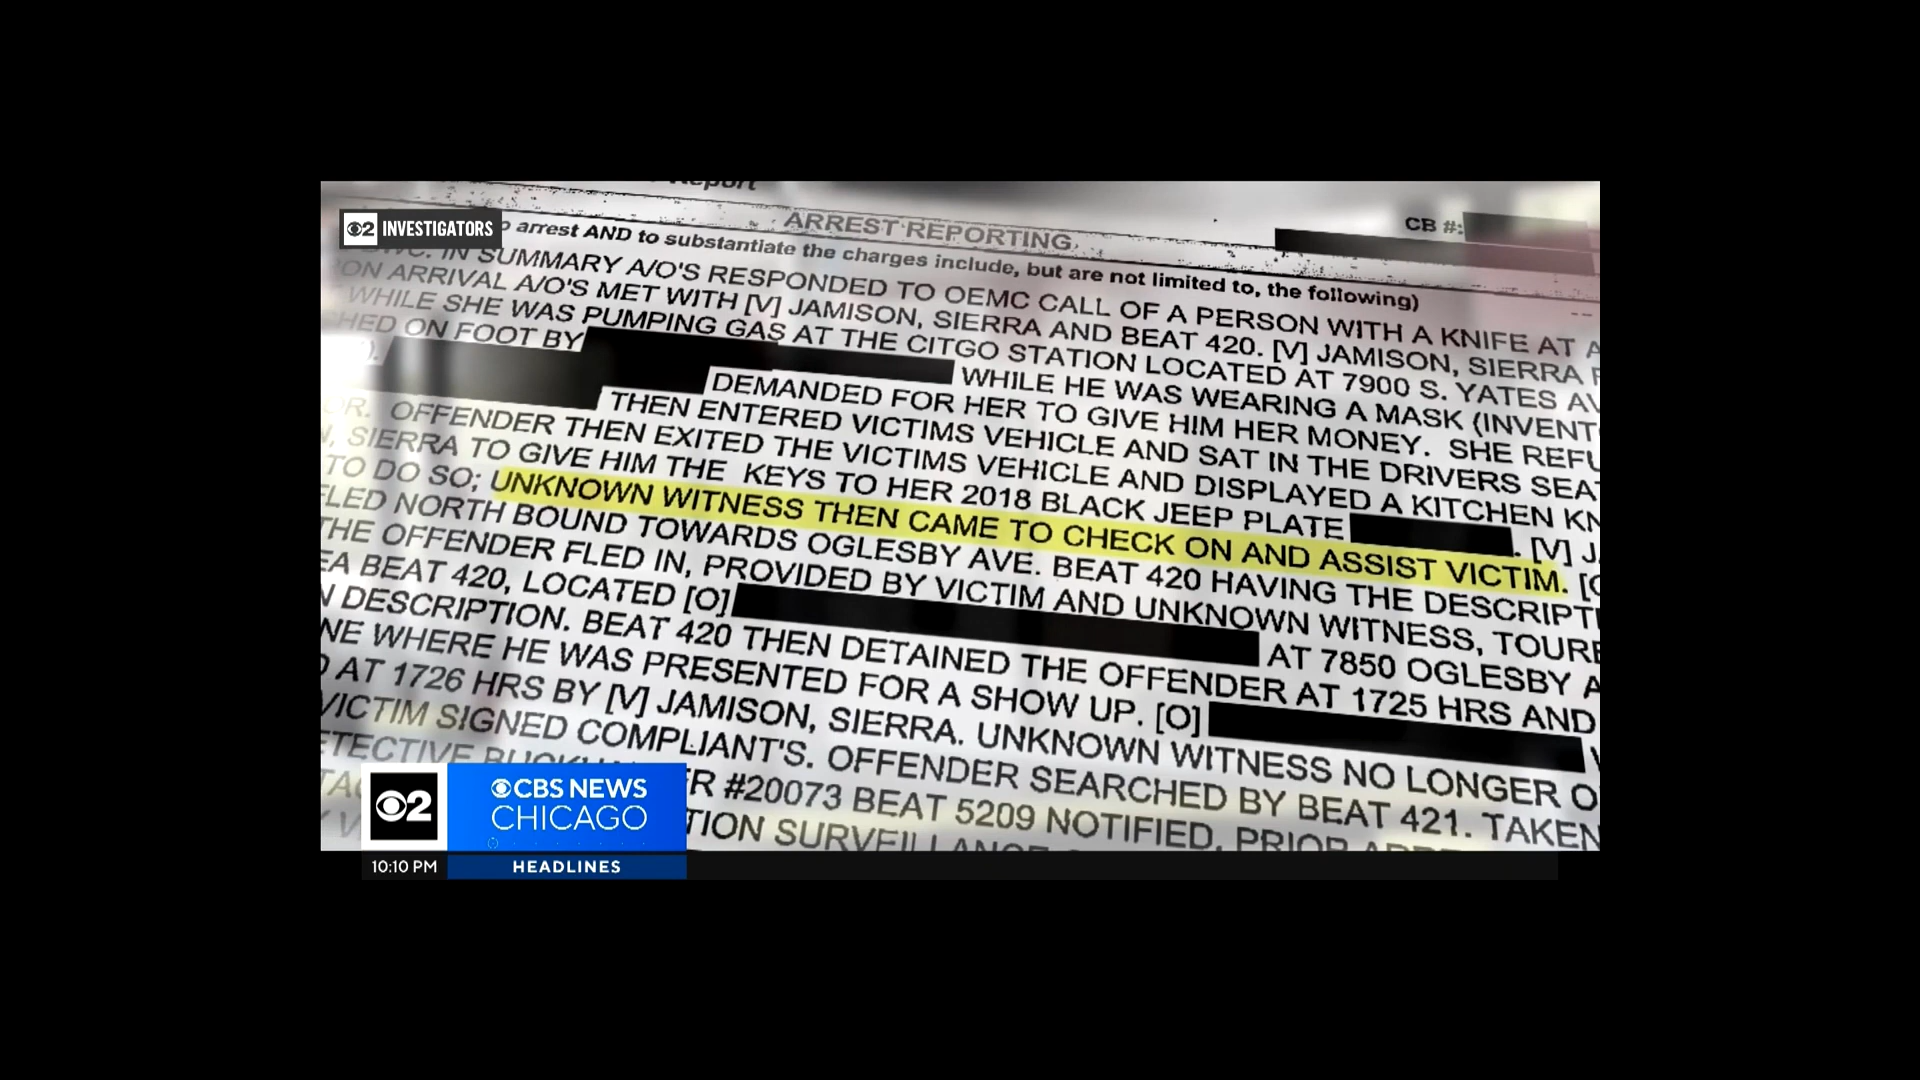 Report
ARREST REPORTING
CB #:
2 INVESTIGATORS
arrest AND to substantiate the charges include, but are not limited to, the following)
IN SUMMARY A/O'S RESPONDED TO OEMC CALL OF A PERSON WITH A KNIFE AT A
ON ARRIVAL A/O'S MET WITH [V] JAMISON, SIERRA AND BEAT 420. [V] JAMISON, SIERRA
WHILE SHE WAS PUMPING GAS AT THE CITGO STATION LOCATED AT 7900 S. YATES AV
HED ON FOOT BY WHILE HE WAS WEARING A MASK (INVENT
). DEMANDED FOR HER TO GIVE HIM HER MONEY. SHE REFU
THEN ENTERED VICTIMS VEHICLE AND SAT IN THE DRIVERS SEAT
OR. OFFENDER THEN EXITED THE VICTIMS VEHICLE AND DISPLAYED A KITCHEN KN
N, SIERRA TO GIVE HIM THE KEYS TO HER 2018 BLACK JEEP PLATE . [V] J
TO DO SO; UNKNOWN WITNESS THEN CAME TO CHECK ON AND ASSIST VICTIM. [O
FLED NORTH BOUND TOWARDS OGLESBY AVE. BEAT 420 HAVING THE DESCRIPTI
THE OFFENDER FLED IN, PROVIDED BY VICTIM AND UNKNOWN WITNESS, TOURE
EA BEAT 420, LOCATED [O] AT 7850 OGLESBY A
N DESCRIPTION. BEAT 420 THEN DETAINED THE OFFENDER AT 1725 HRS AND
NE WHERE HE WAS PRESENTED FOR A SHOW UP. [O]
D AT 1726 HRS BY [V] JAMISON, SIERRA. UNKNOWN WITNESS NO LONGER O
VICTIM SIGNED COMPLIANT'S. OFFENDER SEARCHED BY BEAT 421. TAKEN
ETECTIVE R #20073 BEAT 5209 NOTIFIED. PRIOR
TION SURVEILLANCE
2
CBS NEWS
CHICAGO
10:10 PM
HEADLINES